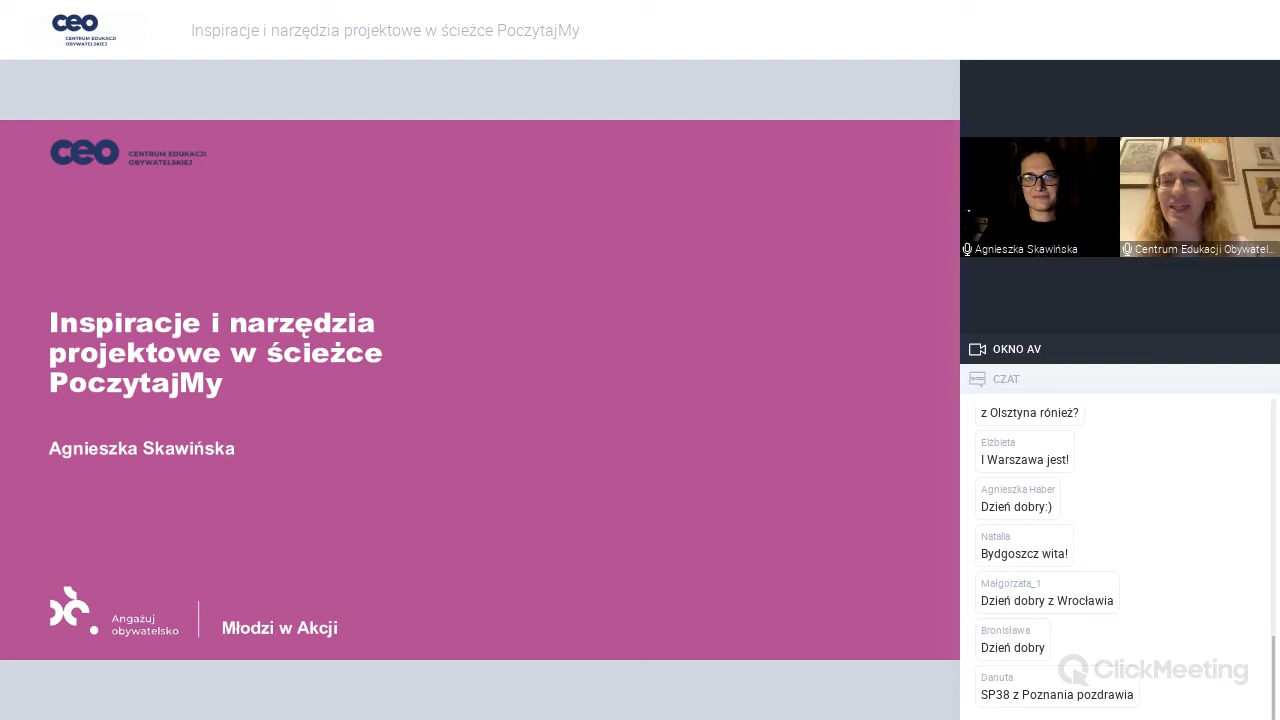 ceo
CENTRUM EDUKACJI
OBYWATELSKIEJ
Inspiracje i narzędzia projektowe w ścieżce PoczytajMy
ceo
CENTRUM EDUKACJI
OBYWATELSKIEJ
Inspiracje i narzędzia
projektowe w ścieżce
PoczytajMy
Agnieszka Skawińska
Angażuj
obywatelsko
Młodzi w Akcji
Agnieszka Skawińska
Centrum Edukacji Obywatel...
OKNO AV
CZAT
z Olsztyna rónież?
Elżbieta
I Warszawa jest!
Agnieszka Haber
Dzień dobry:)
Natalia
Bydgoszcz wita!
Małgorzata_1
Dzień dobry z Wrocławia
Bronisława
Dzień dobry
Danuta
SP38 z Poznania pozdrawia
ClickMeeting